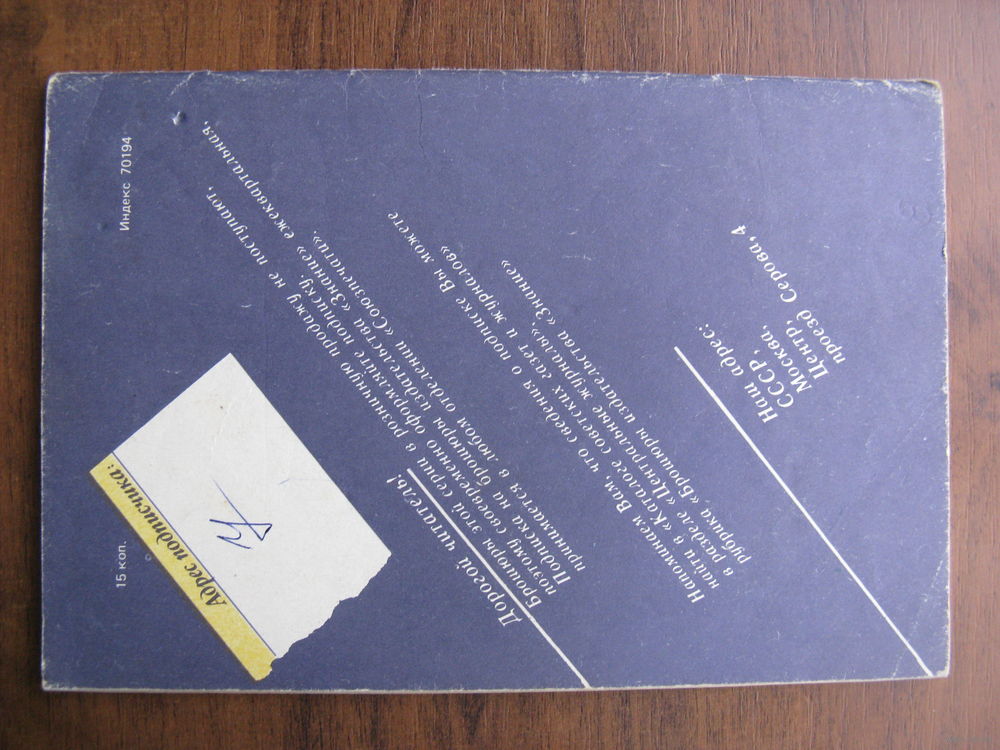 15 коп.
Индекс 70194
Адрес подписчика:
Дорогой читатель!
Брошюры этой серии в розничную продажу не поступают,
поэтому своевременно оформляйте подписку.
Подписка на брошюры издательства «Знание» ежеквартальная,
принимается в любом отделении «Союзпечати».
Напоминаем Вам, что сведения о подписке Вы можете
найти в «Каталоге советских газет и журналов»
в разделе «Центральные журналы»,
рубрика «Брошюры издательства «Знание»
Наш адрес:
СССР,
Москва,
Центр,
проезд Серова, 4